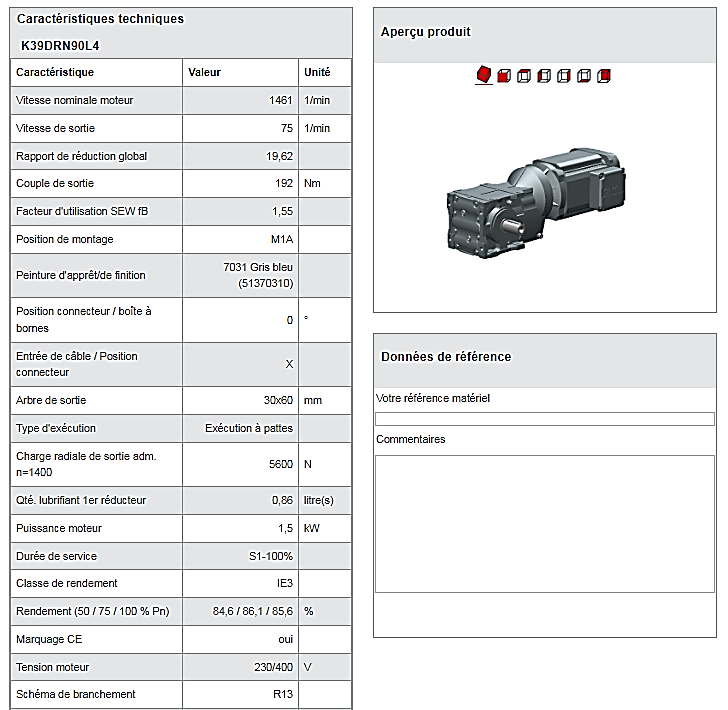 Caractéristiques techniques
K39DRN90L4
Caractéristique Valeur Unité
Vitesse nominale moteur 1461 1/min
Vitesse de sortie 75 1/min
Rapport de réduction global 19,62
Couple de sortie 192 Nm
Facteur d'utilisation SEW fB 1,55
Position de montage M1A
Peinture d'apprêt/de finition 7031 Gris bleu
(51370310)
Position connecteur / boîte à
bornes 0 °
Entrée de câble / Position
connecteur X
Arbre de sortie 30x60 mm
Type d'exécution Exécution à pattes
Charge radiale de sortie adm.
n=1400 5600 N
Qté. lubrifiant 1er réducteur 0,86 litre(s)
Puissance moteur 1,5 kW
Durée de service S1-100%
Classe de rendement IE3
Rendement (50 / 75 / 100 % Pn) 84,6 / 86,1 / 85,6 %
Marquage CE oui
Tension moteur 230/400 V
Schéma de branchement R13
Aperçu produit
Données de référence
Votre référence matériel
Commentaires